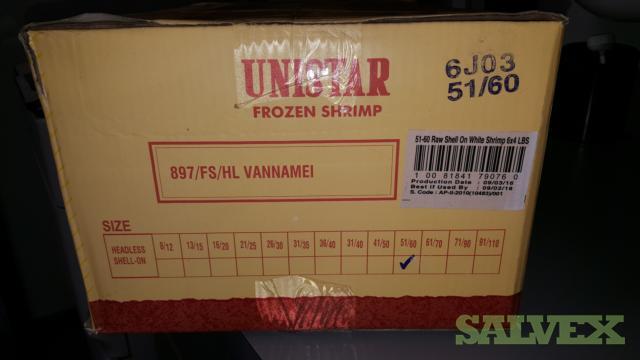 UNISTAR
FROZEN SHRIMP
6J03
51/60
897/FS/HL VANNAMEI
51-60 Raw Shell On White Shrimp 6x4 LBS
1 00 81841 79076 0
Production Date : 09/03/16
Best if Used By : 09/02/18
S. Code : AP-II-2010(10483)/001
SIZE
HEADLESS SHELL-ON 8/12 13/15 16/20 21/25 26/30 31/35 36/40 31/40 41/50 51/60 61/70 71/90 91/110
SALVEX